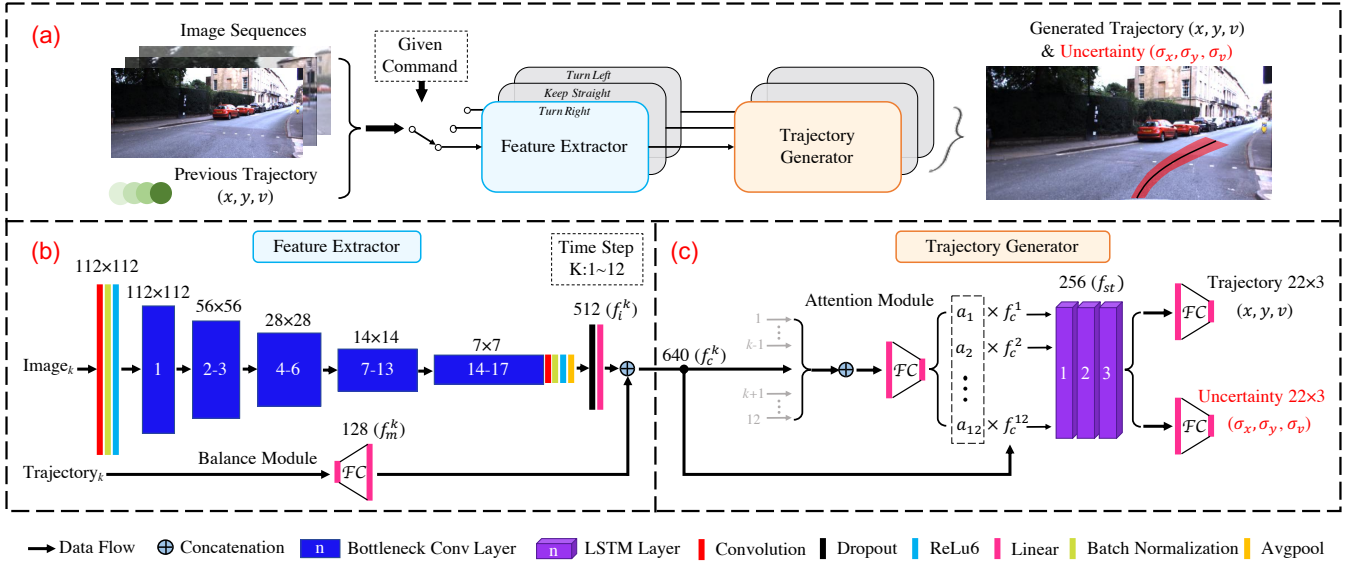 (a)
Image Sequences
Previous Trajectory
(x, y, v)
Given
Command
Turn Left
Keep Straight
Turn Right
Feature Extractor
Trajectory
Generator
Generated Trajectory (x, y, v)
& Uncertainty (σx, σy, σv)
(b)
Feature Extractor
Time Step
K:1~12
112×112
112×112
56×56
28×28
14×14
7×7
512 (f_i^k)
Image_k
1
2-3
4-6
7-13
14-17
128 (f_m^k)
Balance Module
Trajectory_k
FC
640 (f_c^k)
(c)
Trajectory Generator
Attention Module
1
k-1
k+1
12
FC
a_1 × f_c^1
a_2 × f_c^2
a_12 × f_c^12
256 (f_st)
1 2 3
FC
Trajectory 22×3
(x, y, v)
FC
Uncertainty 22×3
(σx, σy, σv)
Data Flow
Concatenation
n
Bottleneck Conv Layer
n
LSTM Layer
Convolution
Dropout
ReLu6
Linear
Batch Normalization
Avgpool